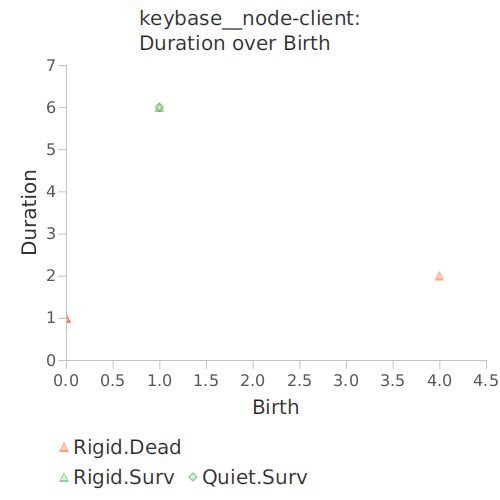 keybase__node-client:
Duration over Birth
7
6
5
4
3
2
1
0
Duration
0.0 0.5 1.0 1.5 2.0 2.5 3.0 3.5 4.0 4.5
Birth
Rigid.Dead
Rigid.Surv Quiet.Surv